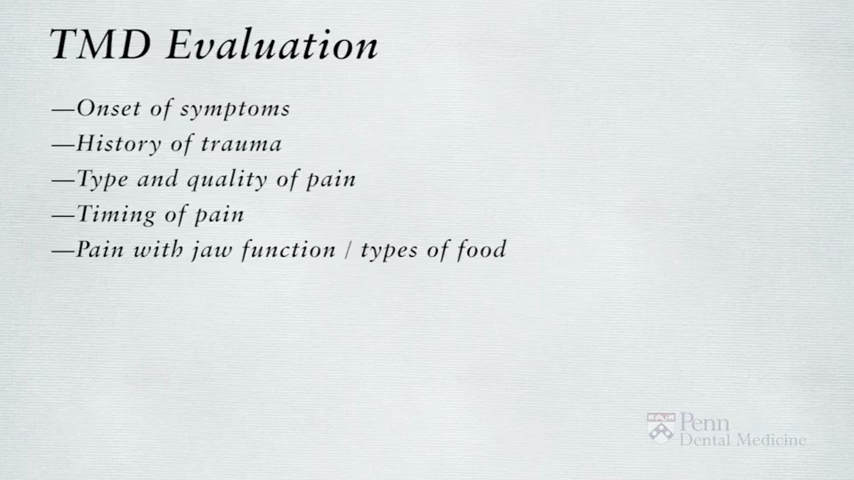 TMD Evaluation
—Onset of symptoms
—History of trauma
—Type and quality of pain
—Timing of pain
—Pain with jaw function / types of food
Penn
Dental Medicine